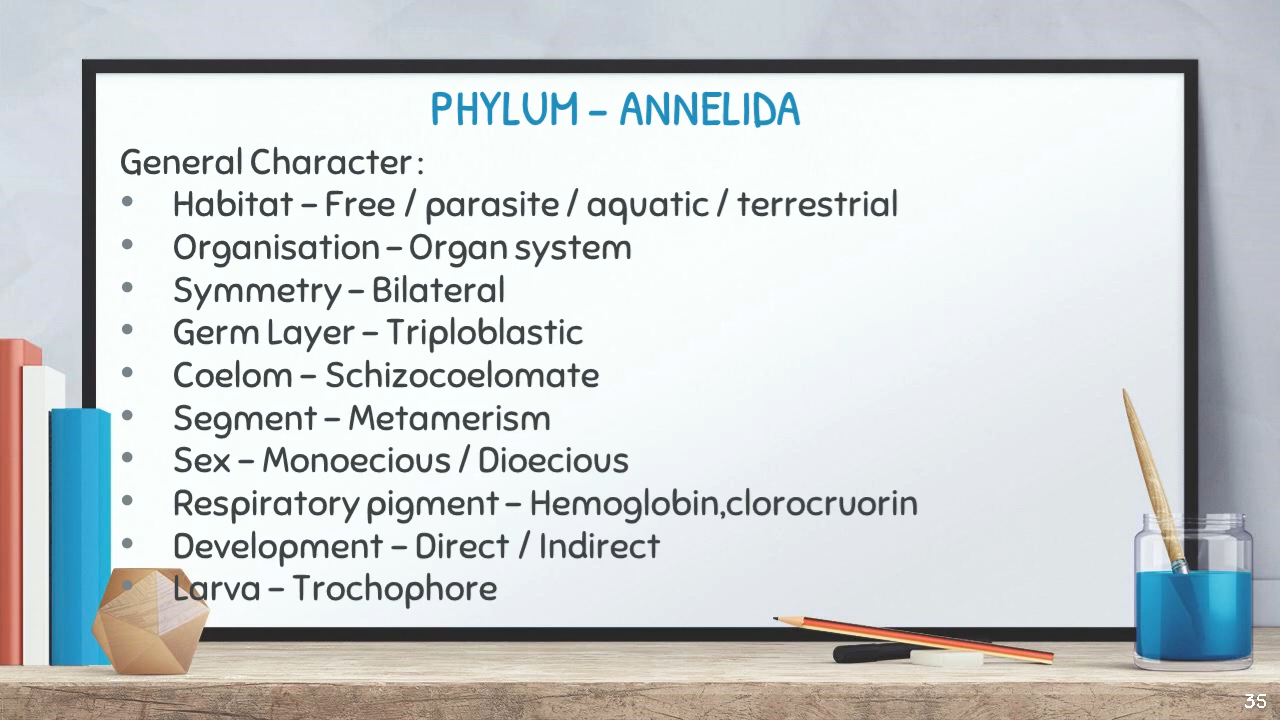 PHYLUM – ANNELIDA
General Character :
• Habitat – Free / parasite / aquatic / terrestrial
• Organisation – Organ system
• Symmetry – Bilateral
• Germ Layer – Triploblastic
• Coelom – Schizocoelomate
• Segment – Metamerism
• Sex – Monoecious / Dioecious
• Respiratory pigment – Hemoglobin,clorocruorin
• Development – Direct / Indirect
• Larva – Trochophore
35